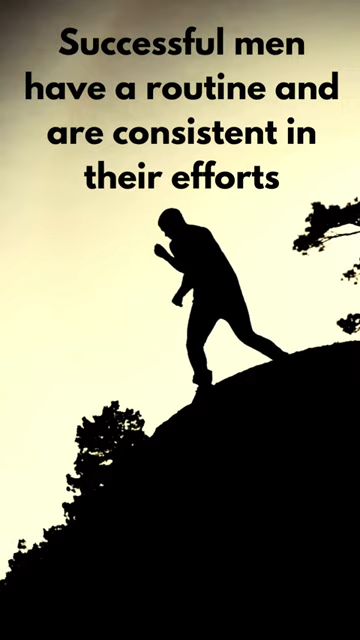 Successful men
have a routine and
are consistent in
their efforts